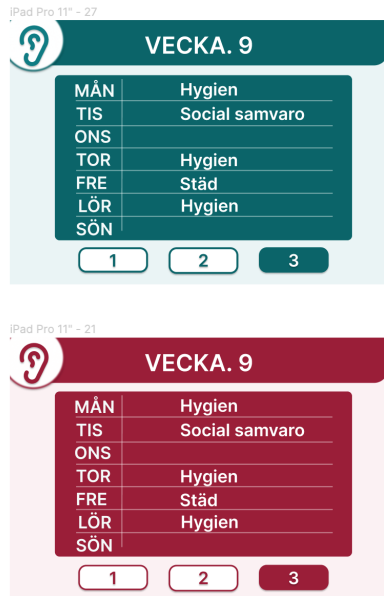 iPad Pro 11" - 27
VECKA. 9
MÅN Hygien
TIS Social samvaro
ONS
TOR Hygien
FRE Städ
LÖR Hygien
SÖN
1 2 3
iPad Pro 11" - 21
VECKA. 9
MÅN Hygien
TIS Social samvaro
ONS
TOR Hygien
FRE Städ
LÖR Hygien
SÖN
1 2 3